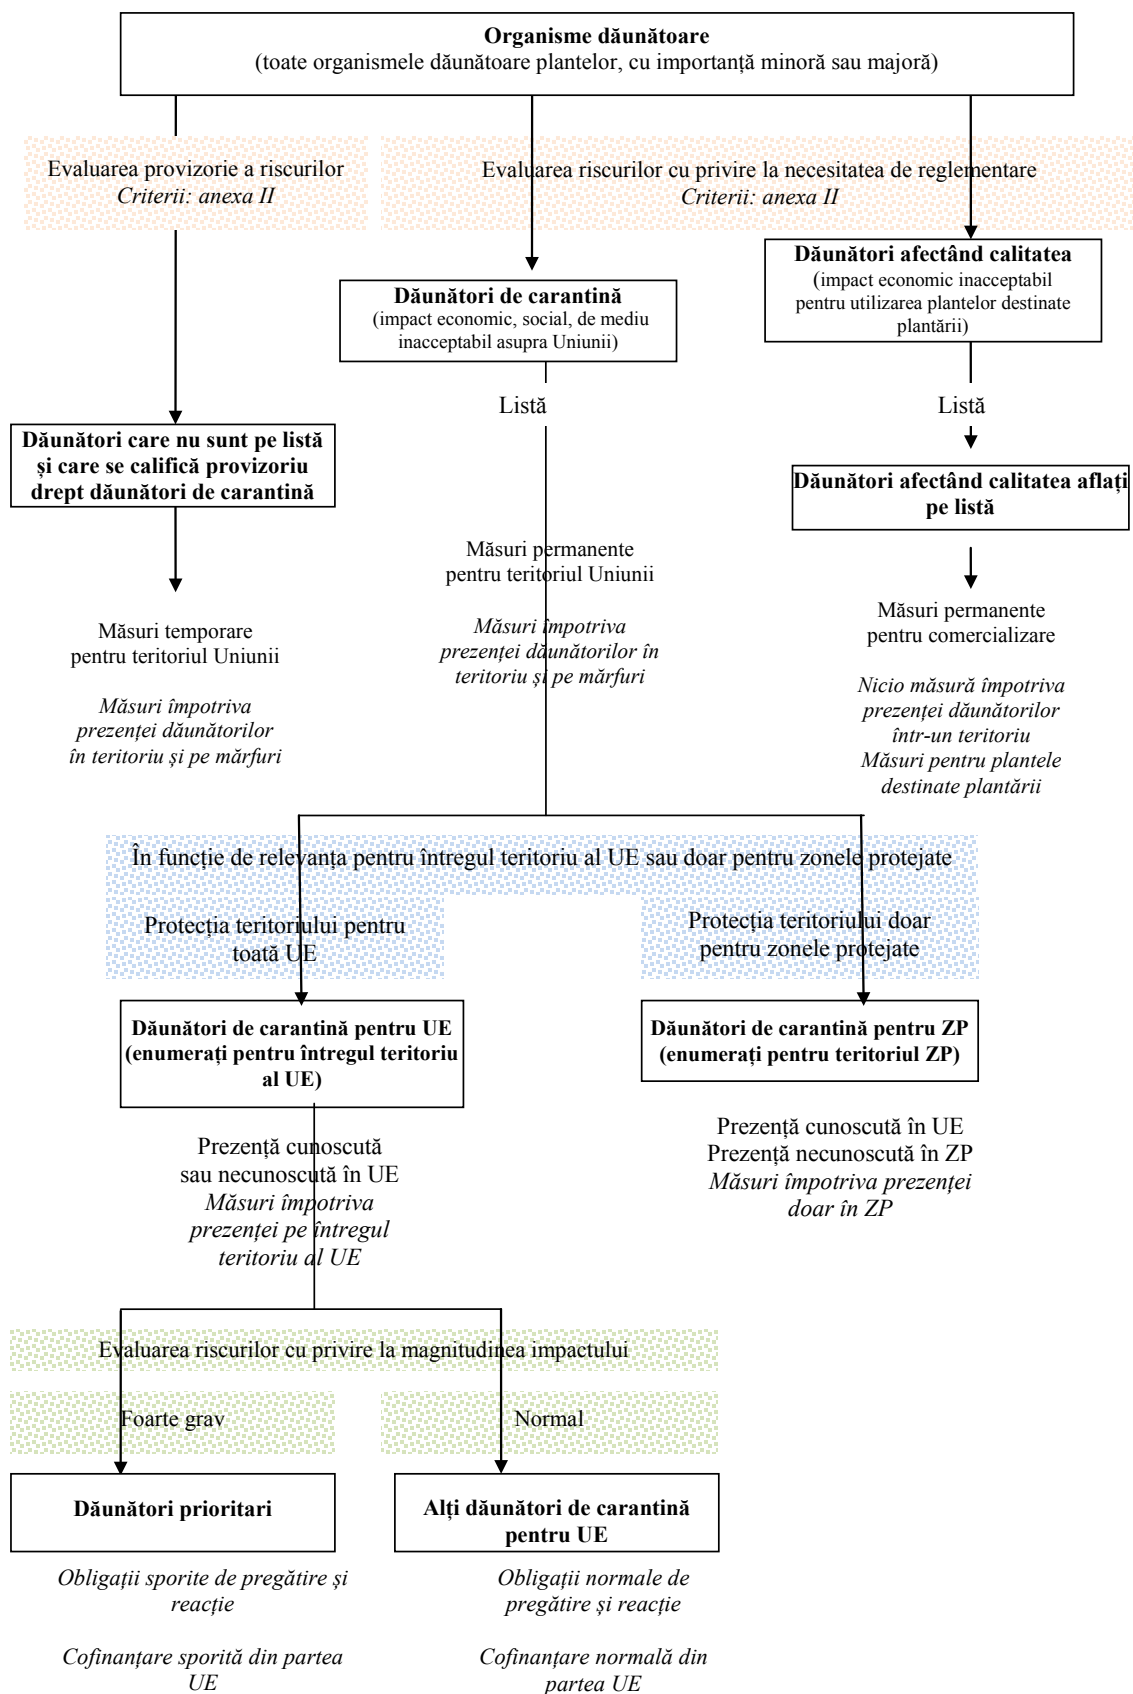 Organisme dăunătoare
(toate organismele dăunătoare plantelor, cu importanță minoră sau majoră)
Evaluarea provizorie a riscurilor
Criterii: anexa II
Evaluarea riscurilor cu privire la necesitatea de reglementare
Criterii: anexa II
Dăunători afectând calitatea
(impact economic inacceptabil
pentru utilizarea plantelor destinate
plantării)
Dăunători de carantină
(impact economic, social, de mediu
inacceptabil asupra Uniunii)
Listă
Listă
Dăunători care nu sunt pe listă
și care se califică provizoriu
drept dăunători de carantină
Dăunători afectând calitatea aflați
pe listă
Măsuri permanente
pentru teritoriul Uniunii
Măsuri împotriva
prezenței dăunătorilor în
teritoriu și pe mărfuri
Măsuri temporare
pentru teritoriul Uniunii
Măsuri împotriva
prezenței dăunătorilor
în teritoriu și pe mărfuri
Măsuri permanente
pentru comercializare
Nicio măsură împotriva
prezenței dăunătorilor
într-un teritoriu
Măsuri pentru plantele
destinate plantării
În funcție de relevanța pentru întregul teritoriu al UE sau doar pentru zonele protejate
Protecția teritoriului pentru
toată UE
Protecția teritoriului doar
pentru zonele protejate
Dăunători de carantină pentru UE
(enumerați pentru întregul teritoriu
al UE)
Dăunători de carantină pentru ZP
(enumerați pentru teritoriul ZP)
Prezență cunoscută
sau necunoscută în UE
Măsuri împotriva
prezenței pe întregul
teritoriu al UE
Prezență cunoscută în UE
Prezență necunoscută în ZP
Măsuri împotriva prezenței
doar în ZP
Evaluarea riscurilor cu privire la magnitudinea impactului
Foarte grav
Normal
Dăunători prioritari
Alți dăunători de carantină
pentru UE
Obligații sporite de pregătire și
reacție
Cofinanțare sporită din partea
UE
Obligații normale de
pregătire și reacție
Cofinanțare normală din
partea UE